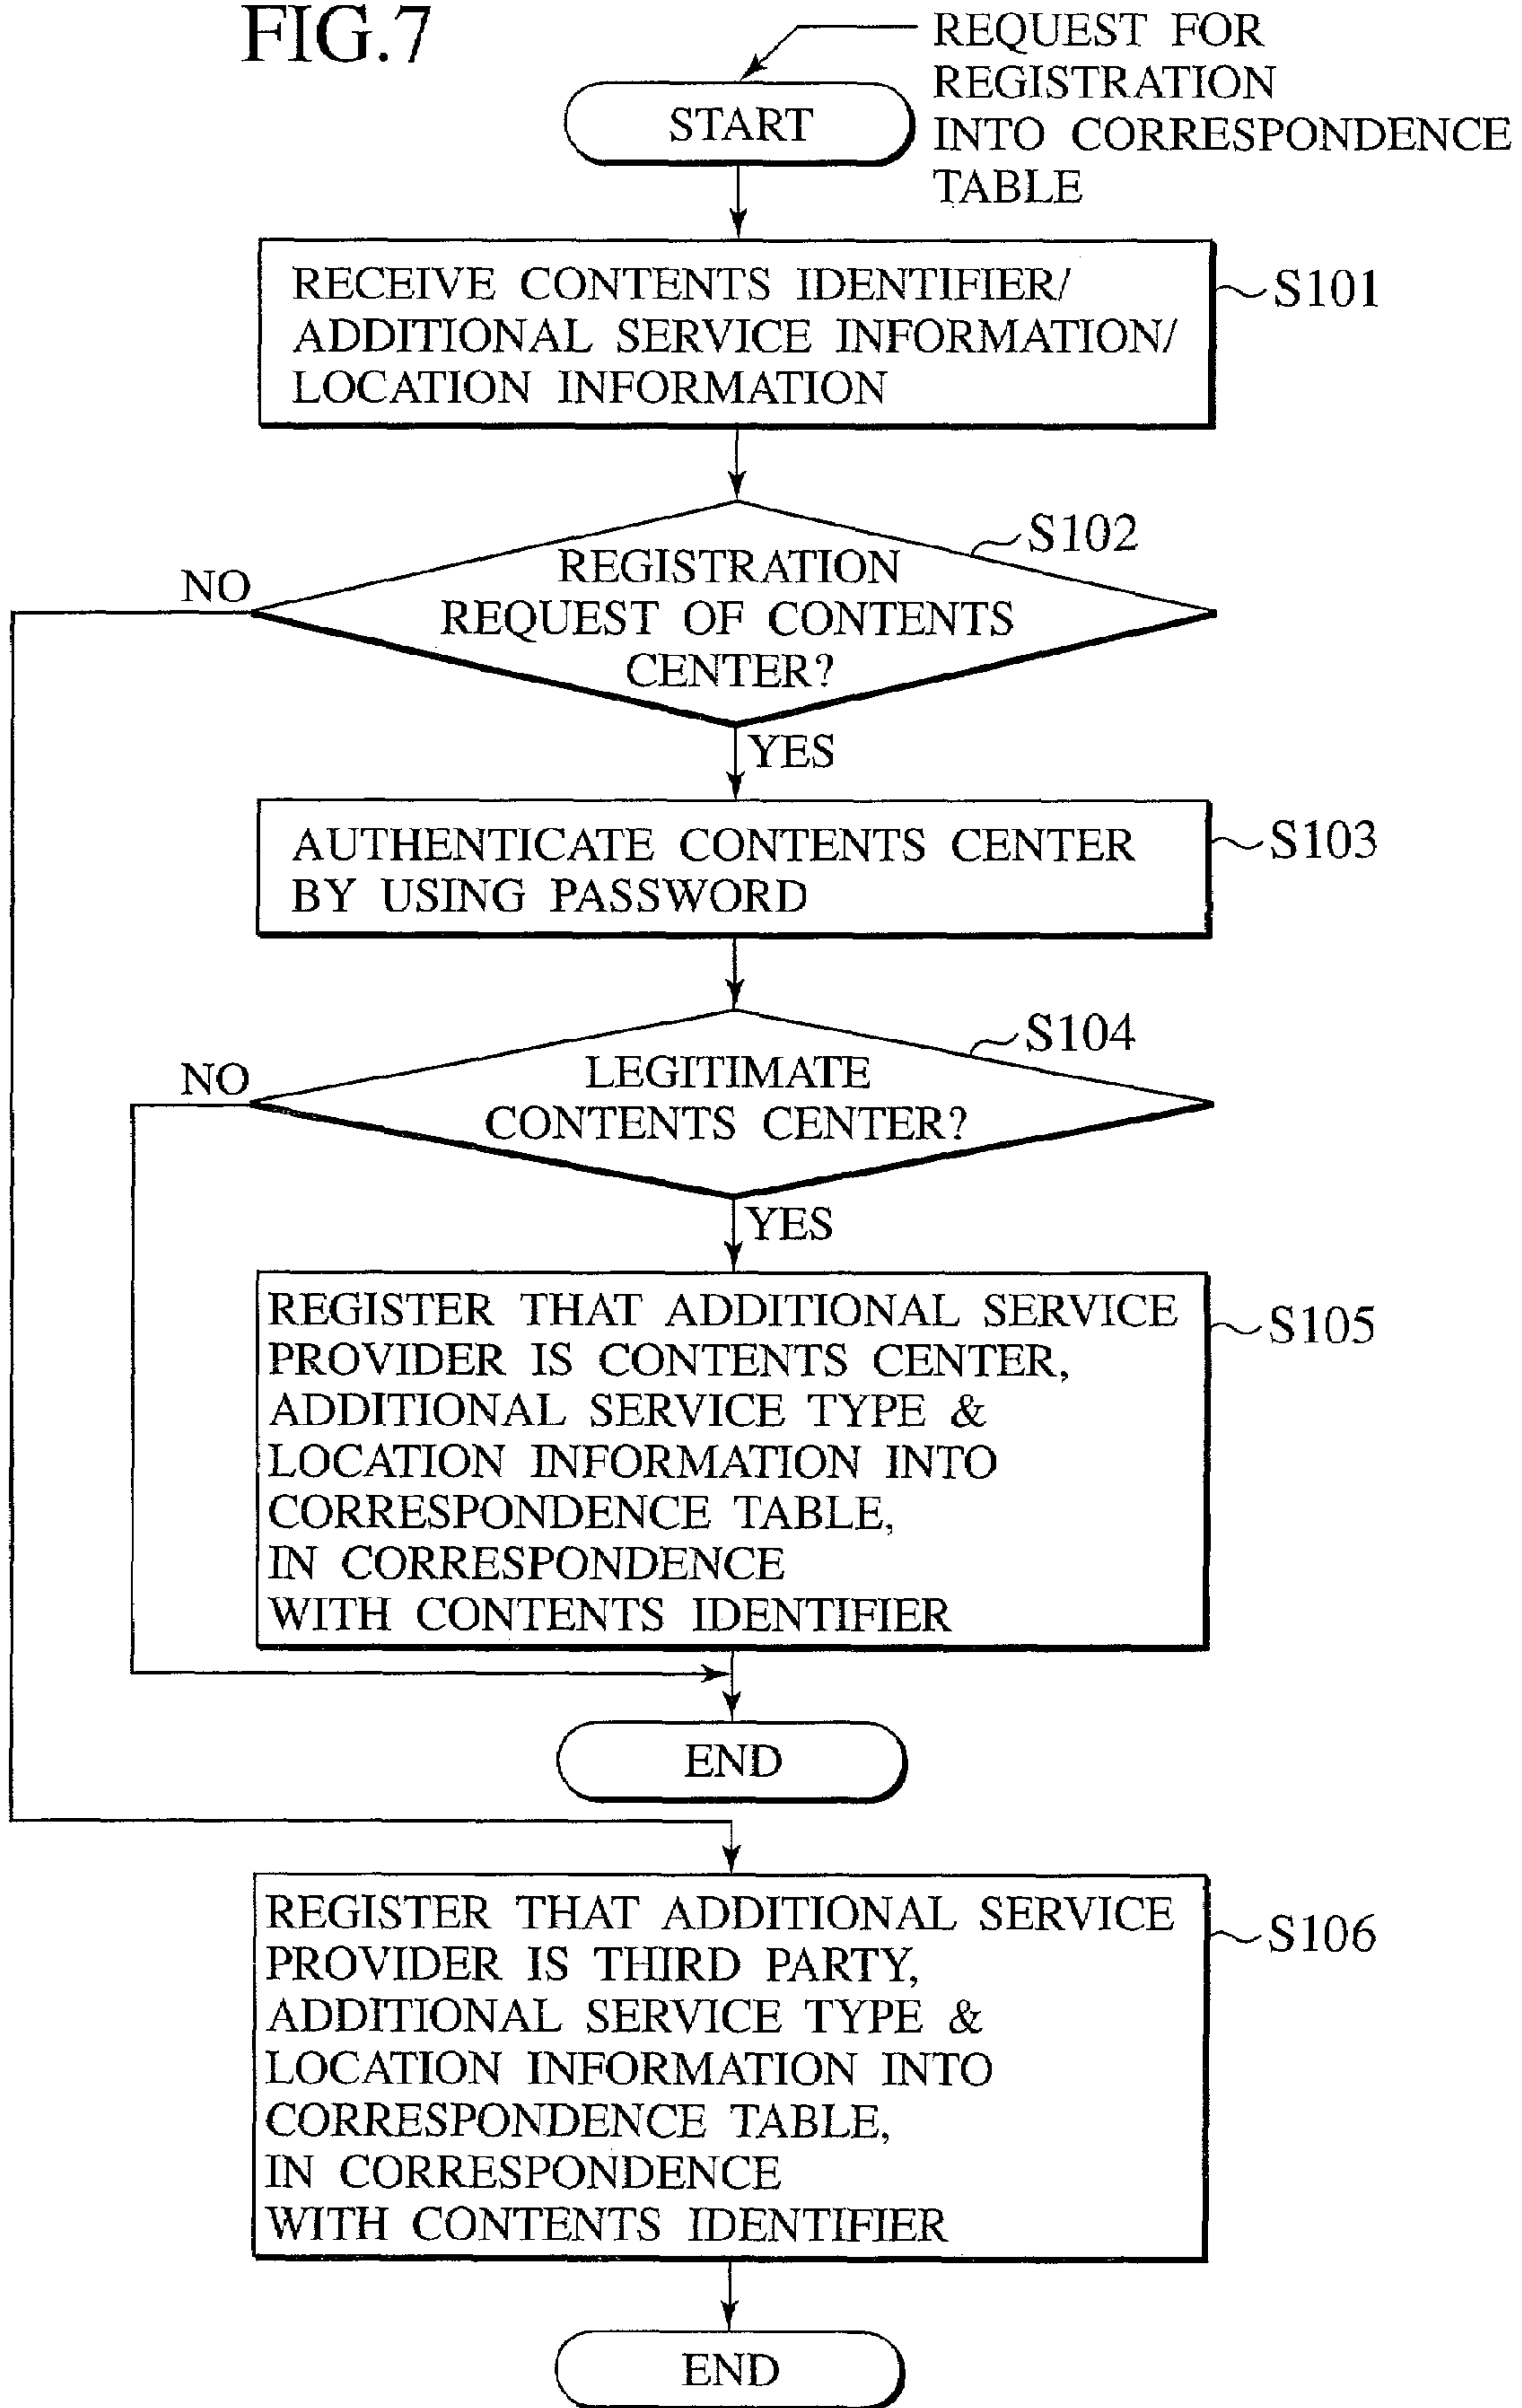 FIG.7
REQUEST FOR
REGISTRATION
INTO CORRESPONDENCE
TABLE
START
RECEIVE CONTENTS IDENTIFIER/
ADDITIONAL SERVICE INFORMATION/
LOCATION INFORMATION
S101
S102
REGISTRATION
REQUEST OF CONTENTS
CENTER?
NO
YES
AUTHENTICATE CONTENTS CENTER
BY USING PASSWORD
S103
S104
LEGITIMATE
CONTENTS CENTER?
NO
YES
REGISTER THAT ADDITIONAL SERVICE
PROVIDER IS CONTENTS CENTER,
ADDITIONAL SERVICE TYPE &
LOCATION INFORMATION INTO
CORRESPONDENCE TABLE,
IN CORRESPONDENCE
WITH CONTENTS IDENTIFIER
S105
END
REGISTER THAT ADDITIONAL SERVICE
PROVIDER IS THIRD PARTY,
ADDITIONAL SERVICE TYPE &
LOCATION INFORMATION INTO
CORRESPONDENCE TABLE,
IN CORRESPONDENCE
WITH CONTENTS IDENTIFIER
S106
END